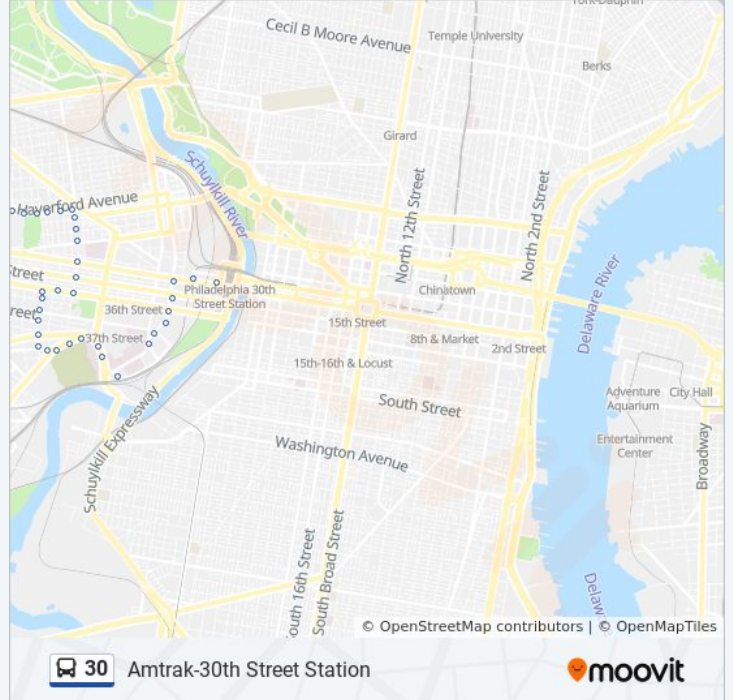 York-Dauphin
Cecil B Moore Avenue
Temple University
Berks
Girard
Schuylkill River
Haverford Avenue
North 12th Street
North 2nd Street
Delaware River
Street
Philadelphia 30th
Street Station
Chinatown
36th Street
reet
15th Street
37th Street
8th & Market
2nd Street
15th-16th & Locust
Adventure
Aquarium
City Hall
South Street
Schuylkill Expressway
Washington Avenue
Entertainment
Center
Broadway
outh 16th Street
South Broad Street
Delaw
© OpenStreetMap contributors | © OpenMapTiles
30 Amtrak-30th Street Station
moovit